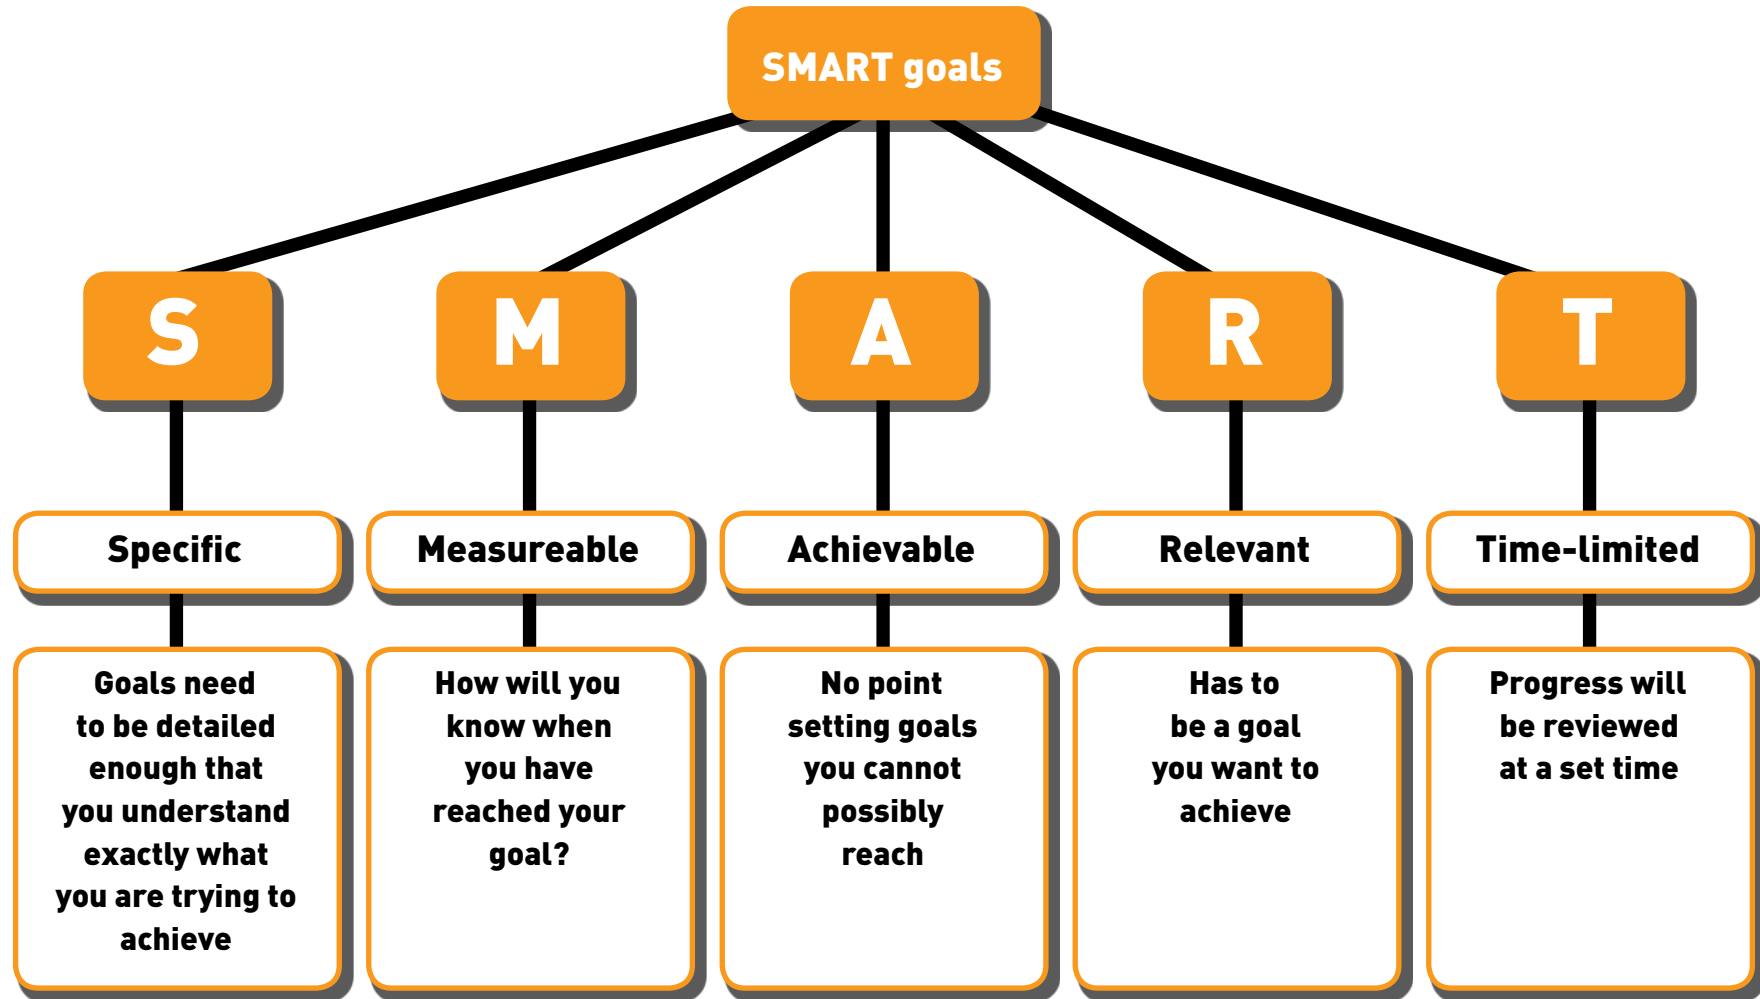 SMART goals
S
M
A
R
T
Specific
Measureable
Achievable
Relevant
Time-limited
Goals need
to be detailed
enough that
you understand
exactly what
you are trying to
achieve
How will you
know when
you have
reached your
goal?
No point
setting goals
you cannot
possibly
reach
Has to
be a goal
you want to
achieve
Progress will
be reviewed
at a set time